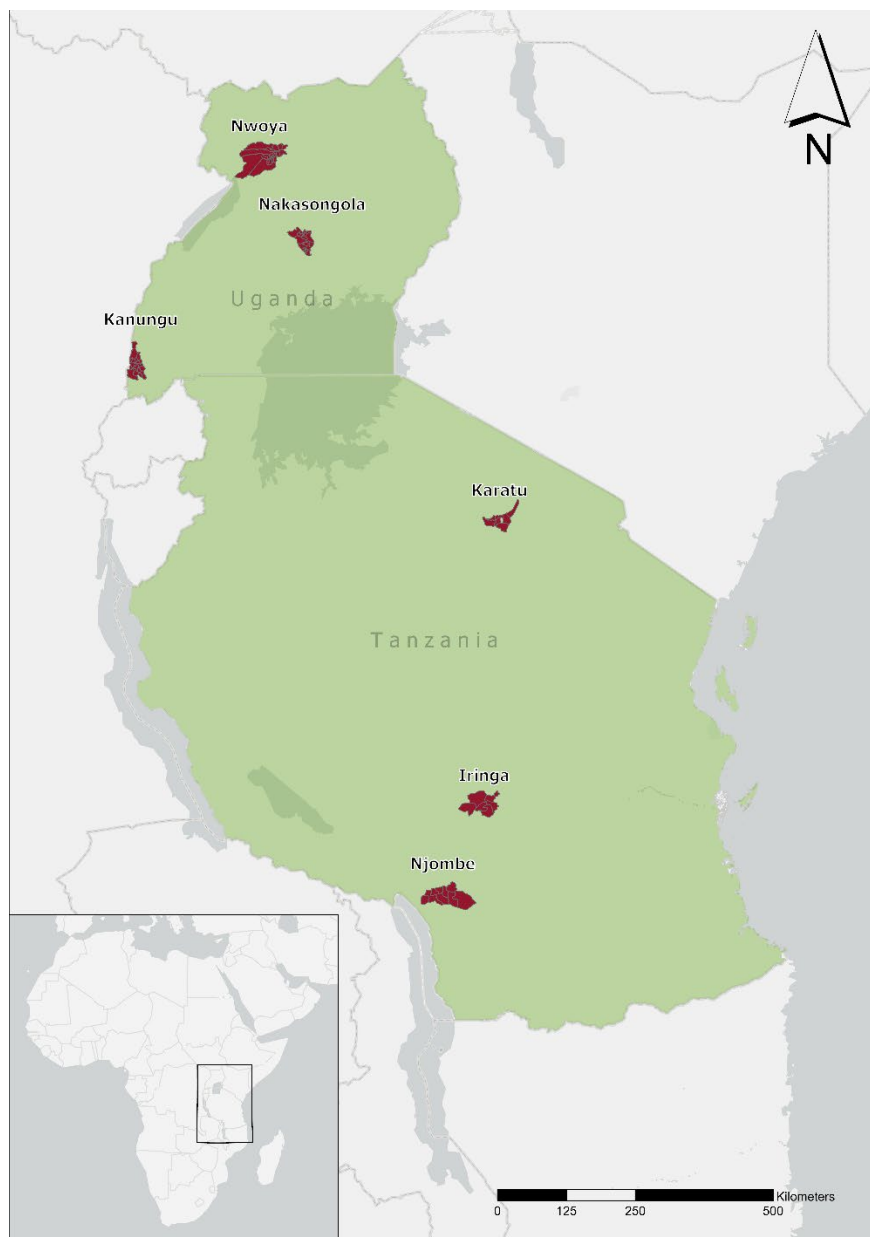 N
Nwoya
Nakasongola
Uganda
Kanungu
Karatu
Tanzania
Iringa
Njombe
Kilometers
0 125 250 500